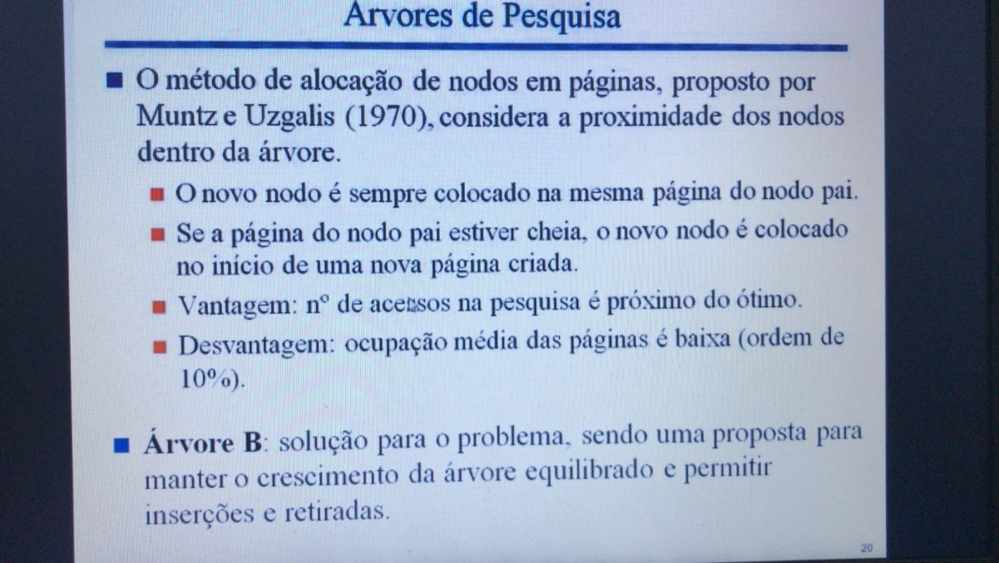 Árvores de Pesquisa
O método de alocação de nodos em páginas, proposto por
Muntz e Uzgalis (1970), considera a proximidade dos nodos
dentro da árvore.
O novo nodo é sempre colocado na mesma página do nodo pai.
Se a página do nodo pai estiver cheia, o novo nodo é colocado
no início de uma nova página criada.
Vantagem: nº de acessos na pesquisa é próximo do ótimo.
Desvantagem: ocupação média das páginas é baixa (ordem de
10%).
Árvore B: solução para o problema, sendo uma proposta para
manter o crescimento da árvore equilibrado e permitir
inserções e retiradas.
20